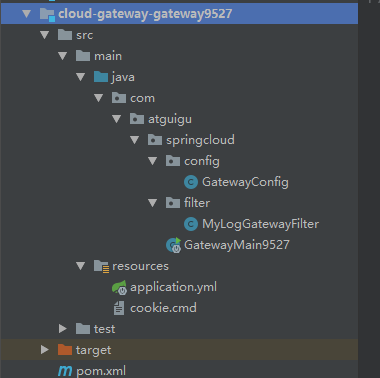 cloud-gateway-gateway9527
src
main
java
com
atguigu
springcloud
config
GatewayConfig
filter
MyLogGatewayFilter
GatewayMain9527
resources
application.yml
cookie.cmd
test
target
pom.xml